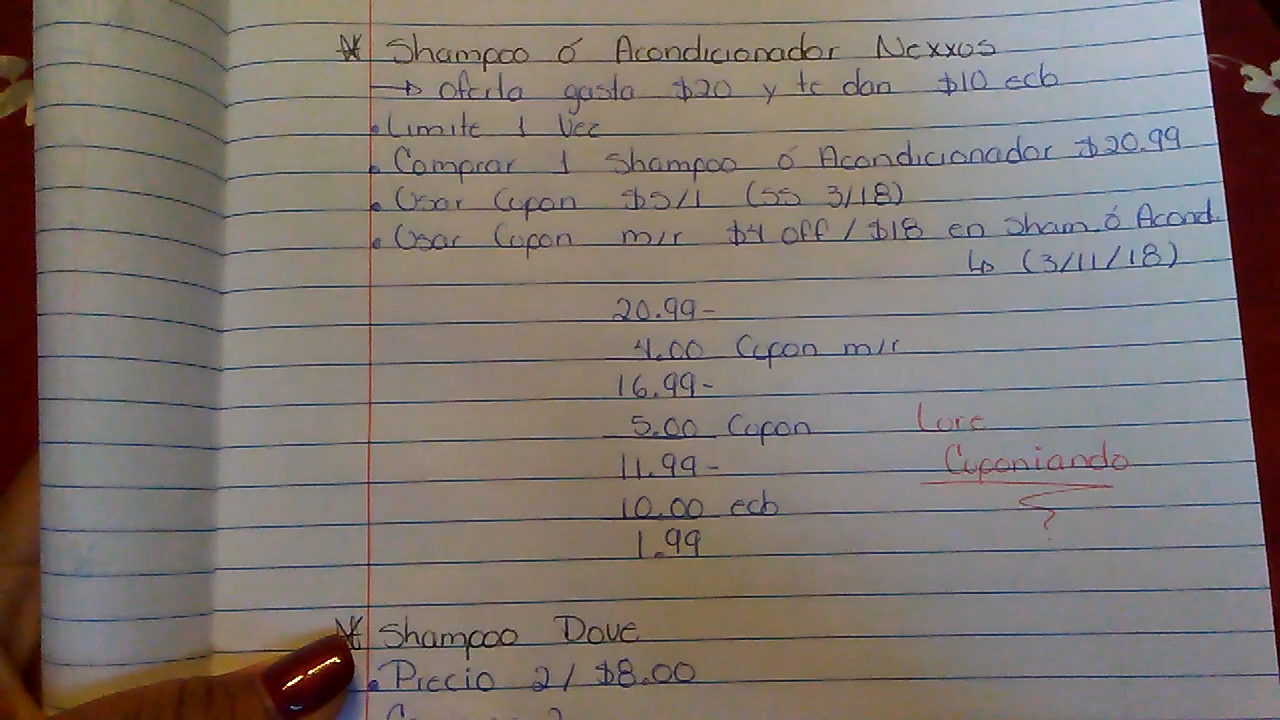 * Shampoo ó Acondicionador Nexxus
→ oferta gasta $20 y te dan $10 ecb
• Limite 1 Vez
• Comprar 1 Shampoo ó Acondicionador $20.99
• Usar Cupon $5/1 (SS 3/18)
• Usar Cupon m/r $4 off / $18 en Sham ó Acond.
↳ (3/11/18)
20.99-
4.00 Cupon m/r
16.99-
5.00 Cupon
11.99-
10.00 ecb
1.99
Lore
Cuponiando
* Shampoo Dove
• Precio 2/ $8.00